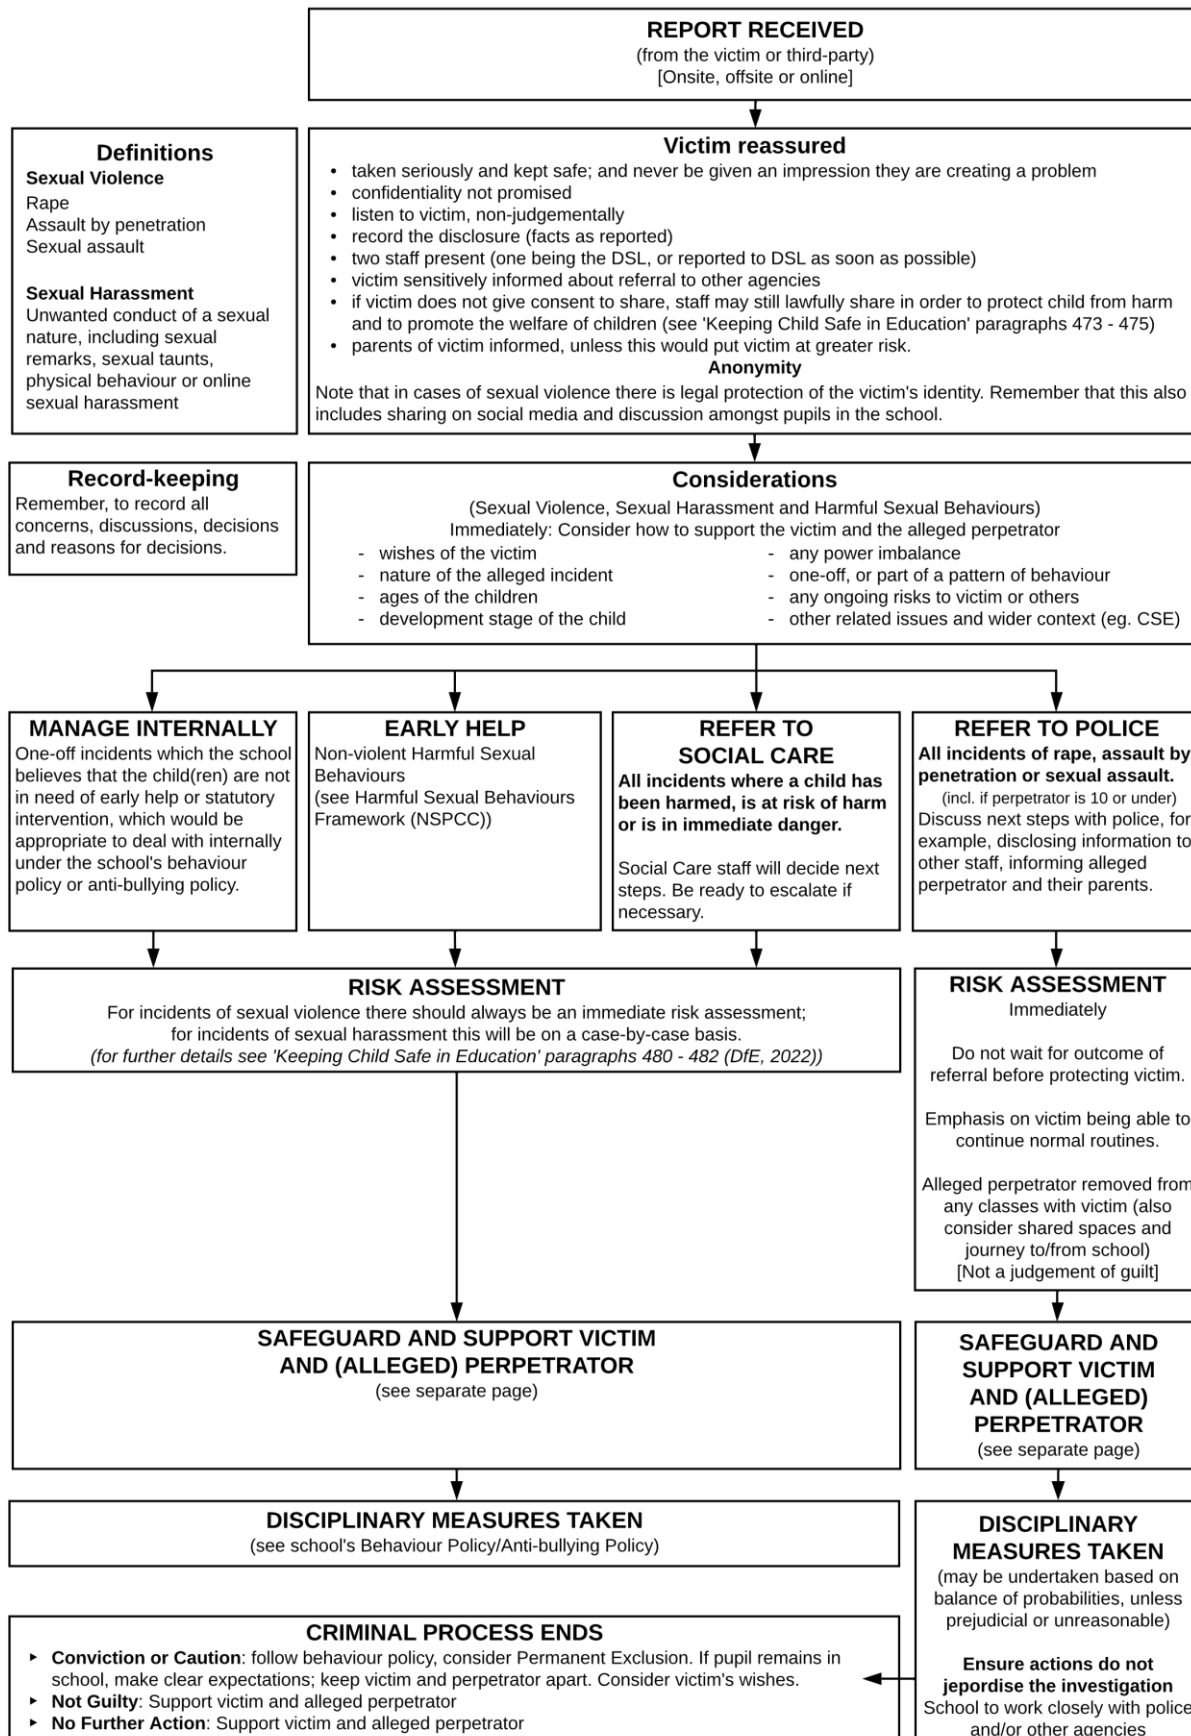 REPORT RECEIVED
(from the victim or third-party)
[Onsite, offsite or online]
Definitions
Sexual Violence
Rape
Assault by penetration
Sexual assault
Sexual Harassment
Unwanted conduct of a sexual
nature, including sexual
remarks, sexual taunts,
physical behaviour or online
sexual harassment
Victim reassured
• taken seriously and kept safe; and never be given an impression they are creating a problem
• confidentiality not promised
• listen to victim, non-judgementally
• record the disclosure (facts as reported)
• two staff present (one being the DSL, or reported to DSL as soon as possible)
• victim sensitively informed about referral to other agencies
• if victim does not give consent to share, staff may still lawfully share in order to protect child from harm
and to promote the welfare of children (see 'Keeping Child Safe in Education' paragraphs 473 - 475)
• parents of victim informed, unless this would put victim at greater risk.
Anonymity
Note that in cases of sexual violence there is legal protection of the victim's identity. Remember that this also
includes sharing on social media and discussion amongst pupils in the school.
Record-keeping
Remember, to record all
concerns, discussions, decisions
and reasons for decisions.
Considerations
(Sexual Violence, Sexual Harassment and Harmful Sexual Behaviours)
Immediately: Consider how to support the victim and the alleged perpetrator
- wishes of the victim
- nature of the alleged incident
- ages of the children
- development stage of the child
- any power imbalance
- one-off, or part of a pattern of behaviour
- any ongoing risks to victim or others
- other related issues and wider context (eg. CSE)
MANAGE INTERNALLY
One-off incidents which the school
believes that the child(ren) are not
in need of early help or statutory
intervention, which would be
appropriate to deal with internally
under the school's behaviour
policy or anti-bullying policy.
EARLY HELP
Non-violent Harmful Sexual
Behaviours
(see Harmful Sexual Behaviours
Framework (NSPCC))
REFER TO
SOCIAL CARE
All incidents where a child has
been harmed, is at risk of harm
or is in immediate danger.
Social Care staff will decide next
steps. Be ready to escalate if
necessary.
REFER TO POLICE
All incidents of rape, assault by
penetration or sexual assault.
(incl. if perpetrator is 10 or under)
Discuss next steps with police, for
example, disclosing information to
other staff, informing alleged
perpetrator and their parents.
RISK ASSESSMENT
For incidents of sexual violence there should always be an immediate risk assessment;
for incidents of sexual harassment this will be on a case-by-case basis.
(for further details see 'Keeping Child Safe in Education' paragraphs 480 - 482 (DfE, 2022))
RISK ASSESSMENT
Immediately
Do not wait for outcome of
referral before protecting victim.
Emphasis on victim being able to
continue normal routines.
Alleged perpetrator removed from
any classes with victim (also
consider shared spaces and
journey to/from school)
[Not a judgement of guilt]
SAFEGUARD AND SUPPORT VICTIM
AND (ALLEGED) PERPETRATOR
(see separate page)
SAFEGUARD AND
SUPPORT VICTIM
AND (ALLEGED)
PERPETRATOR
(see separate page)
DISCIPLINARY MEASURES TAKEN
(see school's Behaviour Policy/Anti-bullying Policy)
DISCIPLINARY
MEASURES TAKEN
(may be undertaken based on
balance of probabilities, unless
prejudicial or unreasonable)
Ensure actions do not
jepordise the investigation
School to work closely with police
and/or other agencies
CRIMINAL PROCESS ENDS
▸ Conviction or Caution: follow behaviour policy, consider Permanent Exclusion. If pupil remains in
school, make clear expectations; keep victim and perpetrator apart. Consider victim's wishes.
▸ Not Guilty: Support victim and alleged perpetrator
▸ No Further Action: Support victim and alleged perpetrator